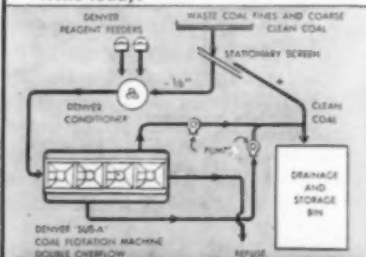 DENVER
REAGENT FEEDERS
WASTE COAL FINES AND COARSE
CLEAN COAL
STATIONARY SCREEN
+
DENVER
CONDITIONER
CLEAN
COAL
PUMPS
DRAINAGE
AND
STORAGE
BIN
DENVER "SUB-A"
COAL FLOTATION MACHINE
DOUBLE OVERFLOW
REFUSE